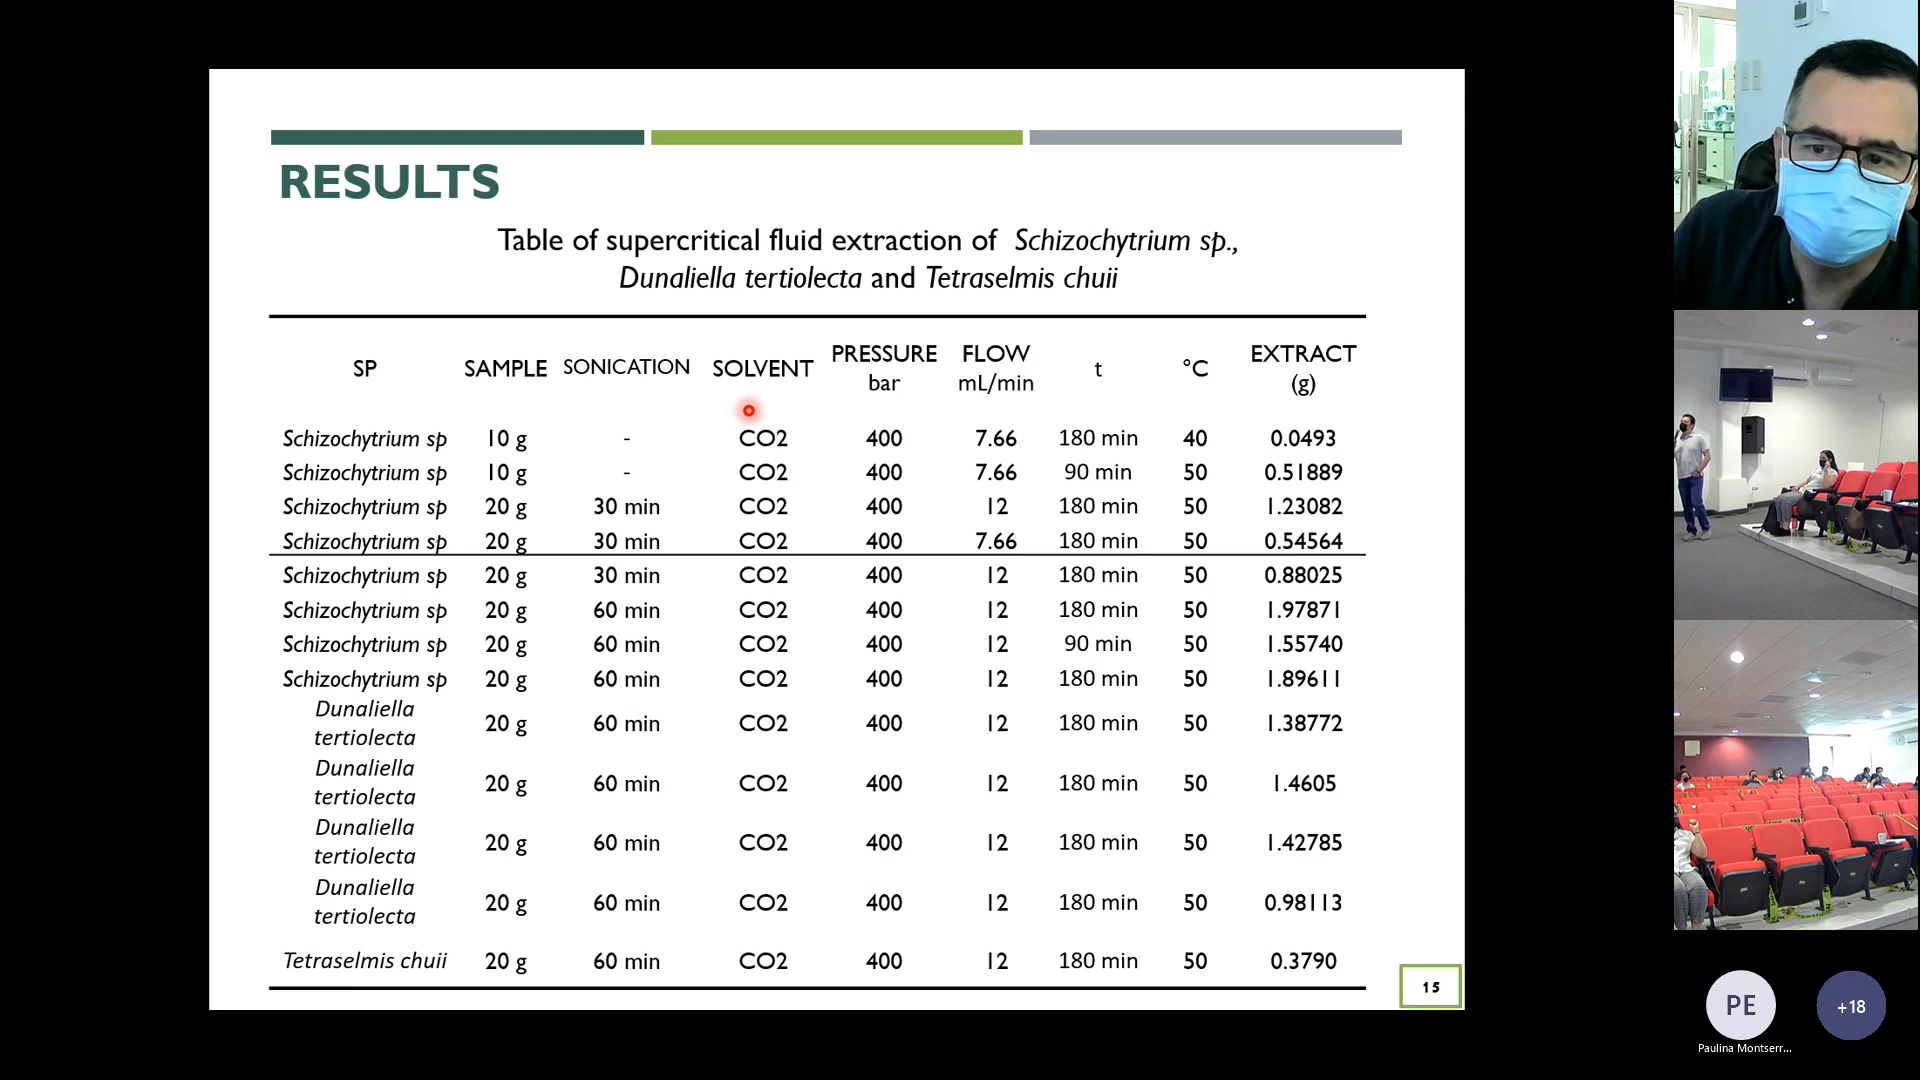 RESULTS
Table of supercritical fluid extraction of Schizochytrium sp.,
Dunaliella tertiolecta and Tetraselmis chuii
SP SAMPLE SONICATION SOLVENT PRESSURE bar FLOW mL/min t °C EXTRACT (g)
Schizochytrium sp 10 g - CO2 400 7.66 180 min 40 0.0493
Schizochytrium sp 10 g - CO2 400 7.66 90 min 50 0.51889
Schizochytrium sp 20 g 30 min CO2 400 12 180 min 50 1.23082
Schizochytrium sp 20 g 30 min CO2 400 7.66 180 min 50 0.54564
Schizochytrium sp 20 g 30 min CO2 400 12 180 min 50 0.88025
Schizochytrium sp 20 g 60 min CO2 400 12 180 min 50 1.97871
Schizochytrium sp 20 g 60 min CO2 400 12 90 min 50 1.55740
Schizochytrium sp 20 g 60 min CO2 400 12 180 min 50 1.89611
Dunaliella tertiolecta 20 g 60 min CO2 400 12 180 min 50 1.38772
Dunaliella tertiolecta 20 g 60 min CO2 400 12 180 min 50 1.4605
Dunaliella tertiolecta 20 g 60 min CO2 400 12 180 min 50 1.42785
Dunaliella tertiolecta 20 g 60 min CO2 400 12 180 min 50 0.98113
Tetraselmis chuii 20 g 60 min CO2 400 12 180 min 50 0.3790
15
PE
+18
Paulina Montserr...